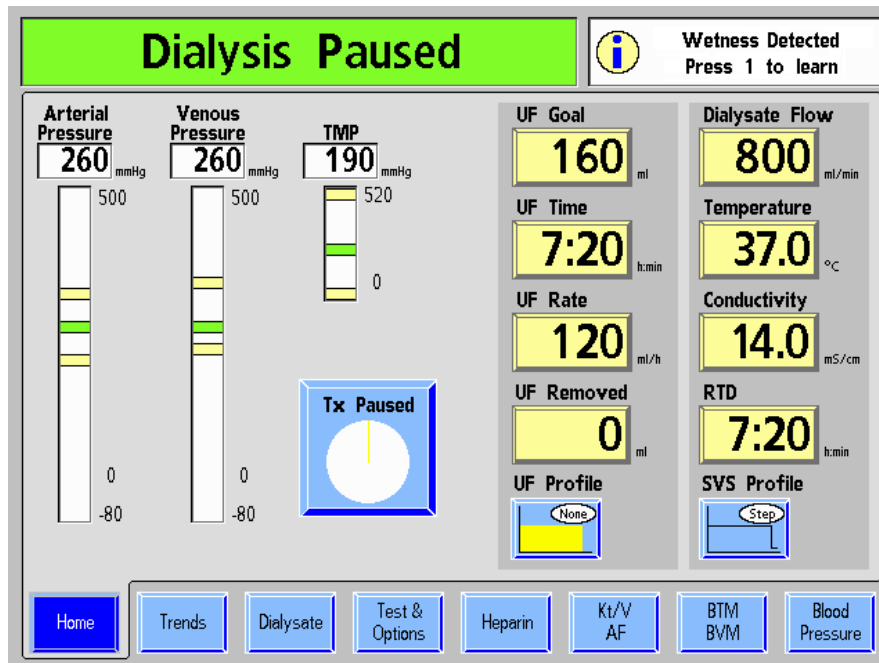 Dialysis Paused
Wetness Detected
Press 1 to learn
Arterial
Pressure
260 mmHg
500
0
-80
Venous
Pressure
260 mmHg
500
0
-80
TMP
190 mmHg
520
0
Tx Paused
UF Goal
160 ml
UF Time
7:20 h:min
UF Rate
120 ml/h
UF Removed
0 ml
UF Profile
None
Dialysate Flow
800 ml/min
Temperature
37.0 °C
Conductivity
14.0 mS/cm
RTD
7:20 h:min
SVS Profile
Step
Home
Trends
Dialysate
Test &
Options
Heparin
Kt/V
AF
BTM
BVM
Blood
Pressure